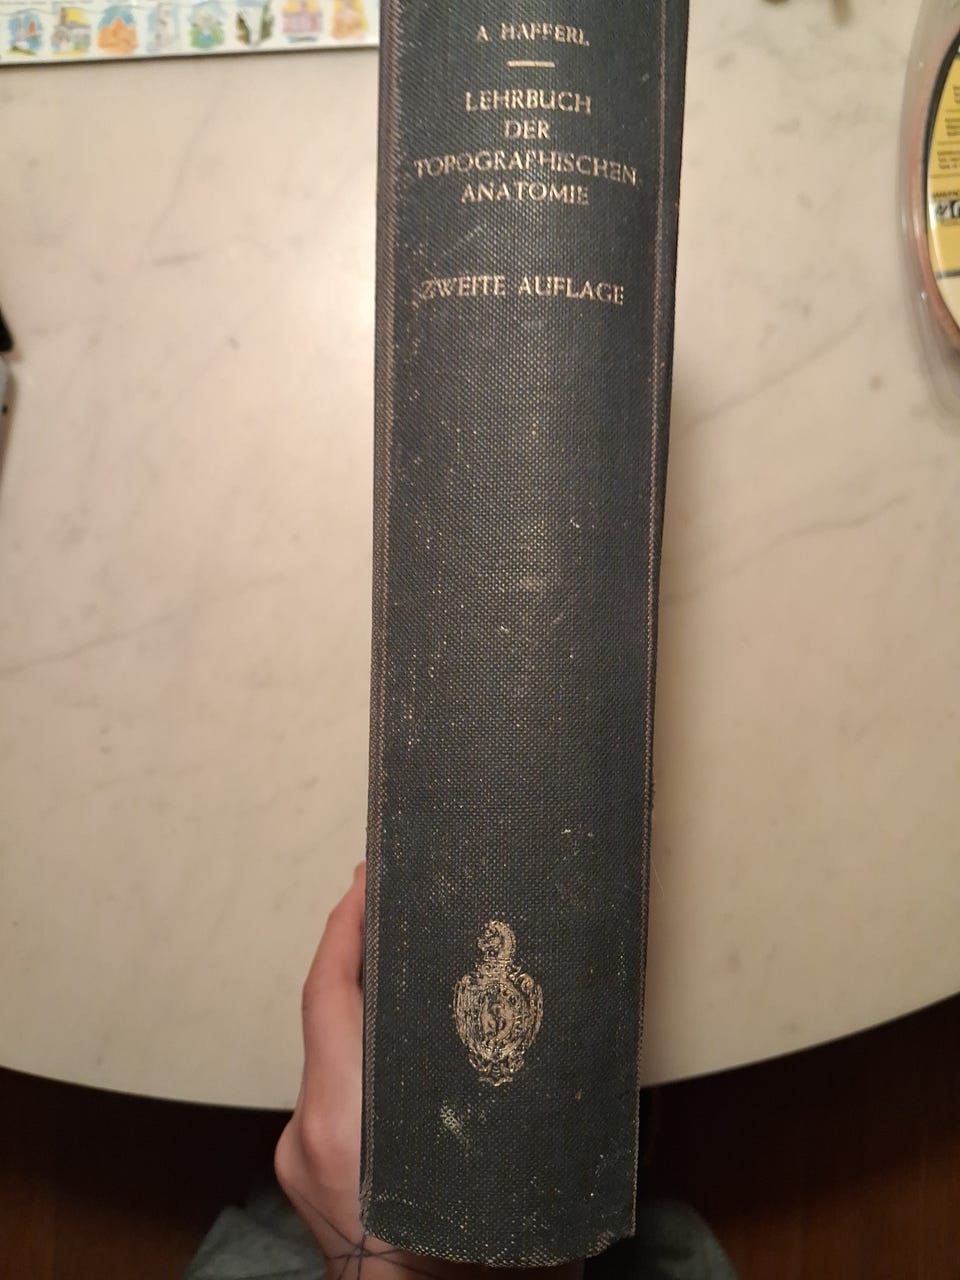 A HAFFERL
LEHRBUCH
DER
TOPOGRAPHISCHEN
ANATOMIE
ZWEITE AUFLAGE
S